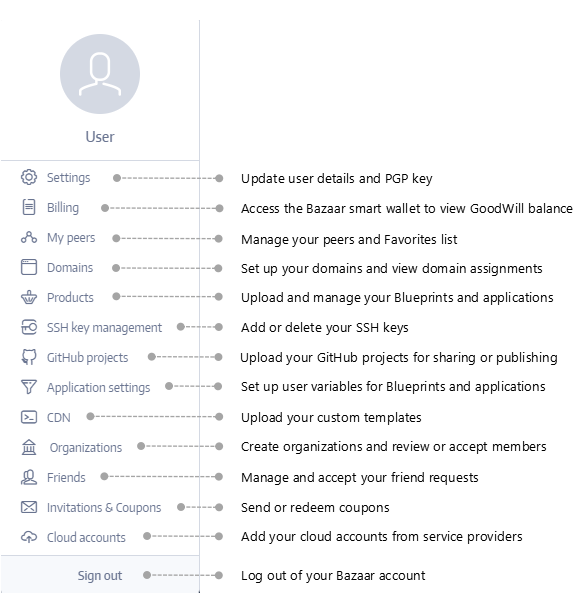 User
Settings Update user details and PGP key
Billing Access the Bazaar smart wallet to view GoodWill balance
My peers Manage your peers and Favorites list
Domains Set up your domains and view domain assignments
Products Upload and manage your Blueprints and applications
SSH key management Add or delete your SSH keys
GitHub projects Upload your GitHub projects for sharing or publishing
Application settings Set up user variables for Blueprints and applications
CDN Upload your custom templates
Organizations Create organizations and review or accept members
Friends Manage and accept your friend requests
Invitations & Coupons Send or redeem coupons
Cloud accounts Add your cloud accounts from service providers
Sign out Log out of your Bazaar account